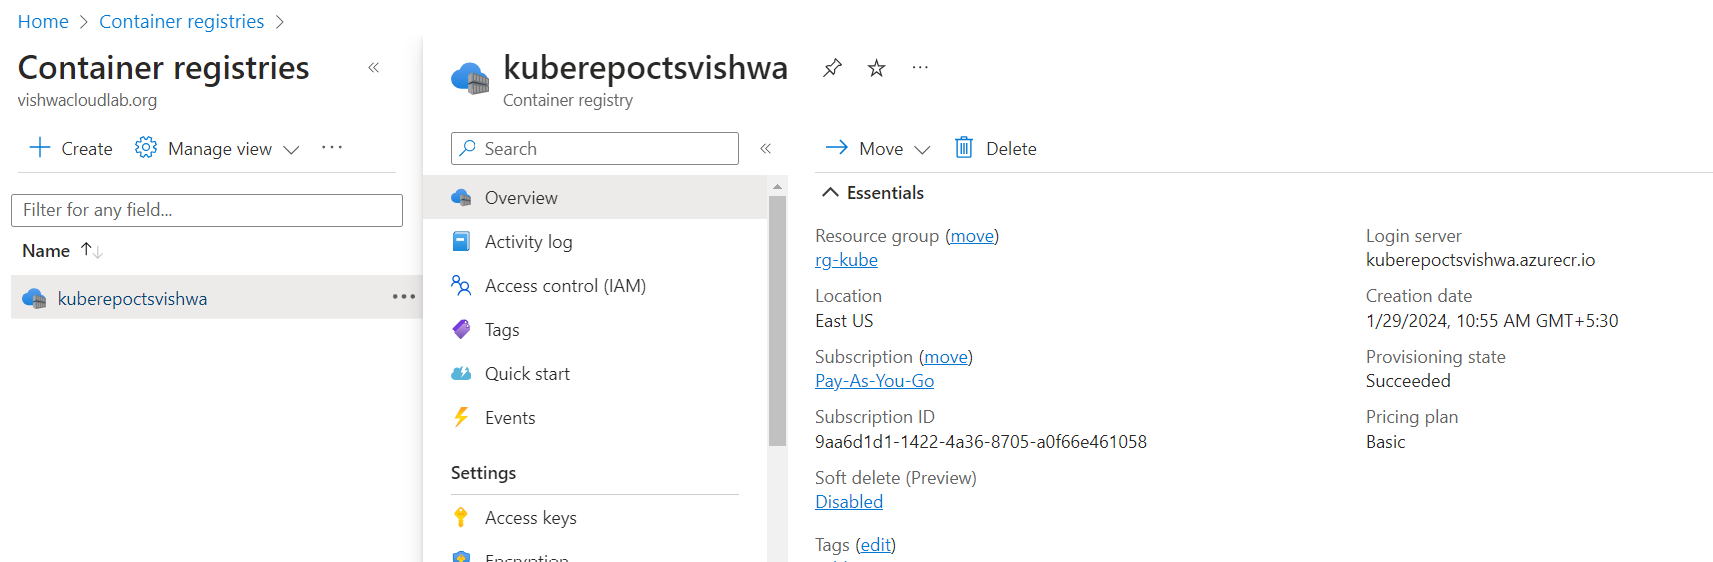 Home > Container registries >
Container registries «
vishwacloudlab.org
+ Create Manage view ...
Filter for any field...
Name ↑↓
kuberepoctsvishwa ...
kuberepoctsvishwa ...
Container registry
Search «
Overview
Activity log
Access control (IAM)
Tags
Quick start
Events
Settings
Access keys
Encryption
→ Move Delete
Essentials
Resource group (move)
rg-kube
Location
East US
Subscription (move)
Pay-As-You-Go
Subscription ID
9aa6d1d1-1422-4a36-8705-a0f66e461058
Soft delete (Preview)
Disabled
Tags (edit)
Login server
kuberepoctsvishwa.azurecr.io
Creation date
1/29/2024, 10:55 AM GMT+5:30
Provisioning state
Succeeded
Pricing plan
Basic